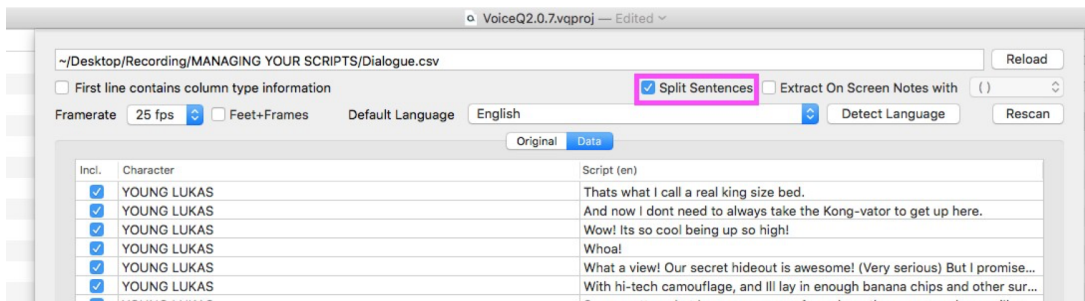 VoiceQ2.0.7.vqproj — Edited
~/Desktop/Recording/MANAGING YOUR SCRIPTS/Dialogue.csv Reload
First line contains column type information Split Sentences Extract On Screen Notes with ( )
Framerate 25 fps Feet+Frames Default Language English Detect Language Rescan
Original Data
Incl. Character Script (en)
YOUNG LUKAS Thats what I call a real king size bed.
YOUNG LUKAS And now I dont need to always take the Kong-vator to get up here.
YOUNG LUKAS Wow! Its so cool being up so high!
YOUNG LUKAS Whoa!
YOUNG LUKAS What a view! Our secret hideout is awesome! (Very serious) But I promise...
YOUNG LUKAS With hi-tech camouflage, and Ill lay in enough banana chips and other sur...